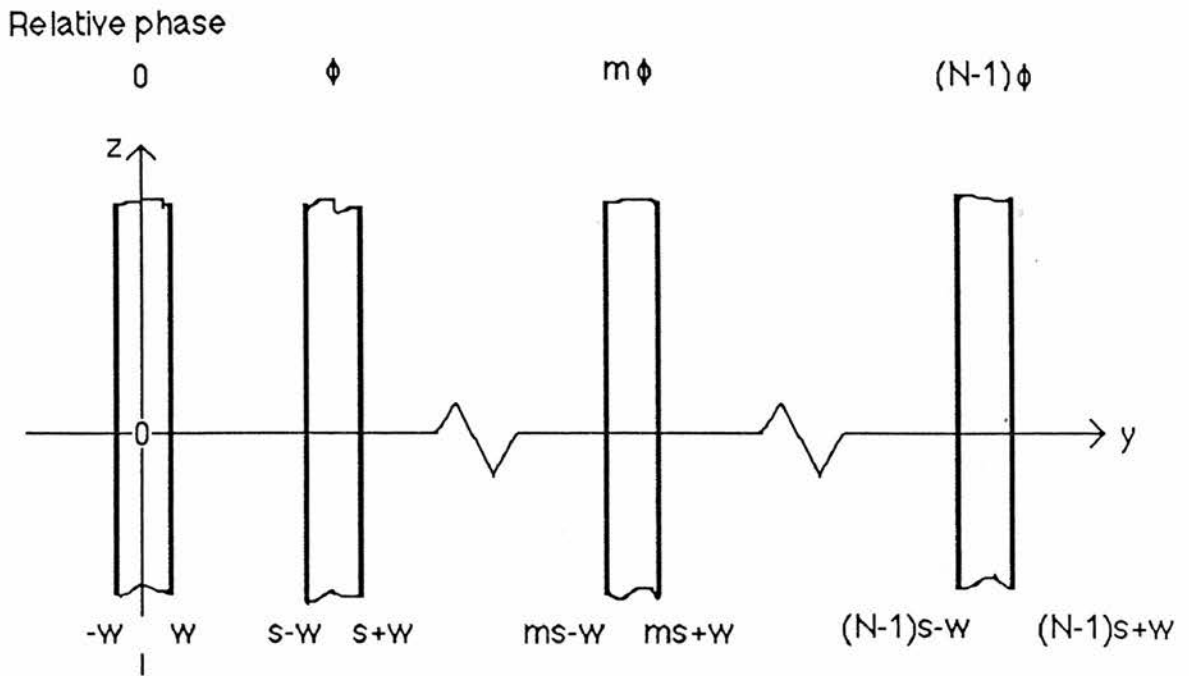 Relative phase
0 ϕ mϕ (N-1)ϕ
z
0
y
-w w s-w s+w ms-w ms+w (N-1)s-w (N-1)s+w